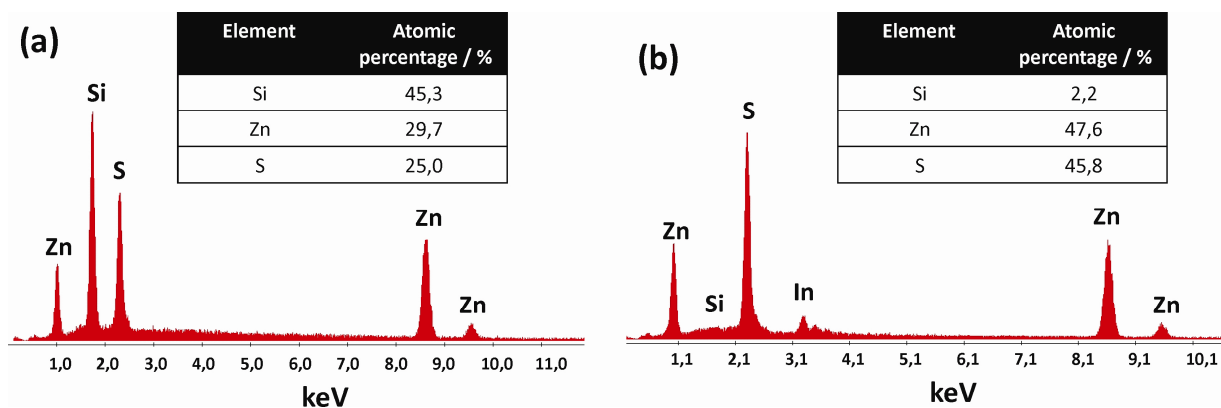 (a)
Element Atomic percentage / %
Si 45,3
Zn 29,7
S 25,0
Si
S
Zn
Zn
Zn
1,0 2,0 3,0 4,0 5,0 6,0 7,0 8,0 9,0 10,0 11,0
keV
(b)
Element Atomic percentage / %
Si 2,2
Zn 47,6
S 45,8
S
Zn
Zn
Si
In
Zn
1,1 2,1 3,1 4,1 5,1 6,1 7,1 8,1 9,1 10,1
keV